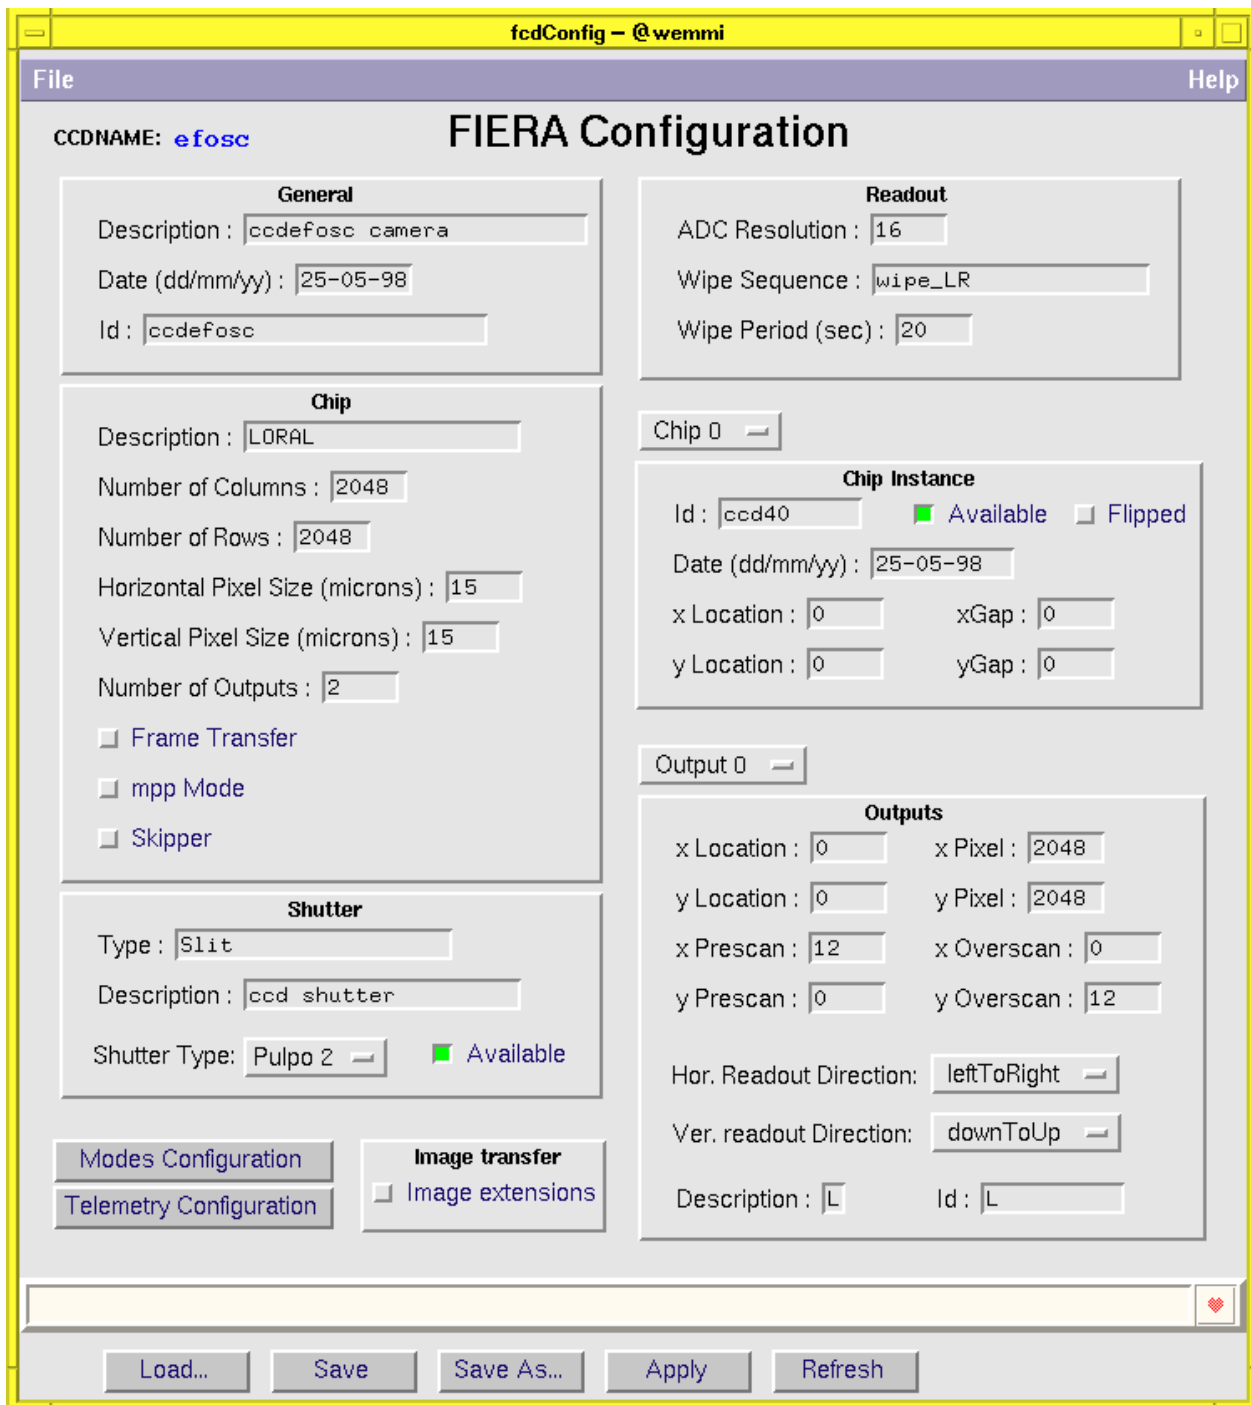 fcdConfig – @wemmi
File Help
CCDNAME: efosc FIERA Configuration
General
Description : ccdefosc camera
Date (dd/mm/yy) : 25-05-98
Id : ccdefosc
Readout
ADC Resolution : 16
Wipe Sequence : wipe_LR
Wipe Period (sec) : 20
Chip
Description : LORAL
Number of Columns : 2048
Number of Rows : 2048
Horizontal Pixel Size (microns) : 15
Vertical Pixel Size (microns) : 15
Number of Outputs : 2
Frame Transfer
mpp Mode
Skipper
Chip 0
Chip Instance
Id : ccd40 Available Flipped
Date (dd/mm/yy) : 25-05-98
x Location : 0 xGap : 0
y Location : 0 yGap : 0
Output 0
Outputs
x Location : 0 x Pixel : 2048
y Location : 0 y Pixel : 2048
x Prescan : 12 x Overscan : 0
y Prescan : 0 y Overscan : 12
Hor. Readout Direction: leftToRight
Ver. readout Direction: downToUp
Description : L Id : L
Shutter
Type : Slit
Description : ccd shutter
Shutter Type: Pulpo 2 Available
Modes Configuration
Telemetry Configuration
Image transfer
Image extensions
Load... Save Save As... Apply Refresh